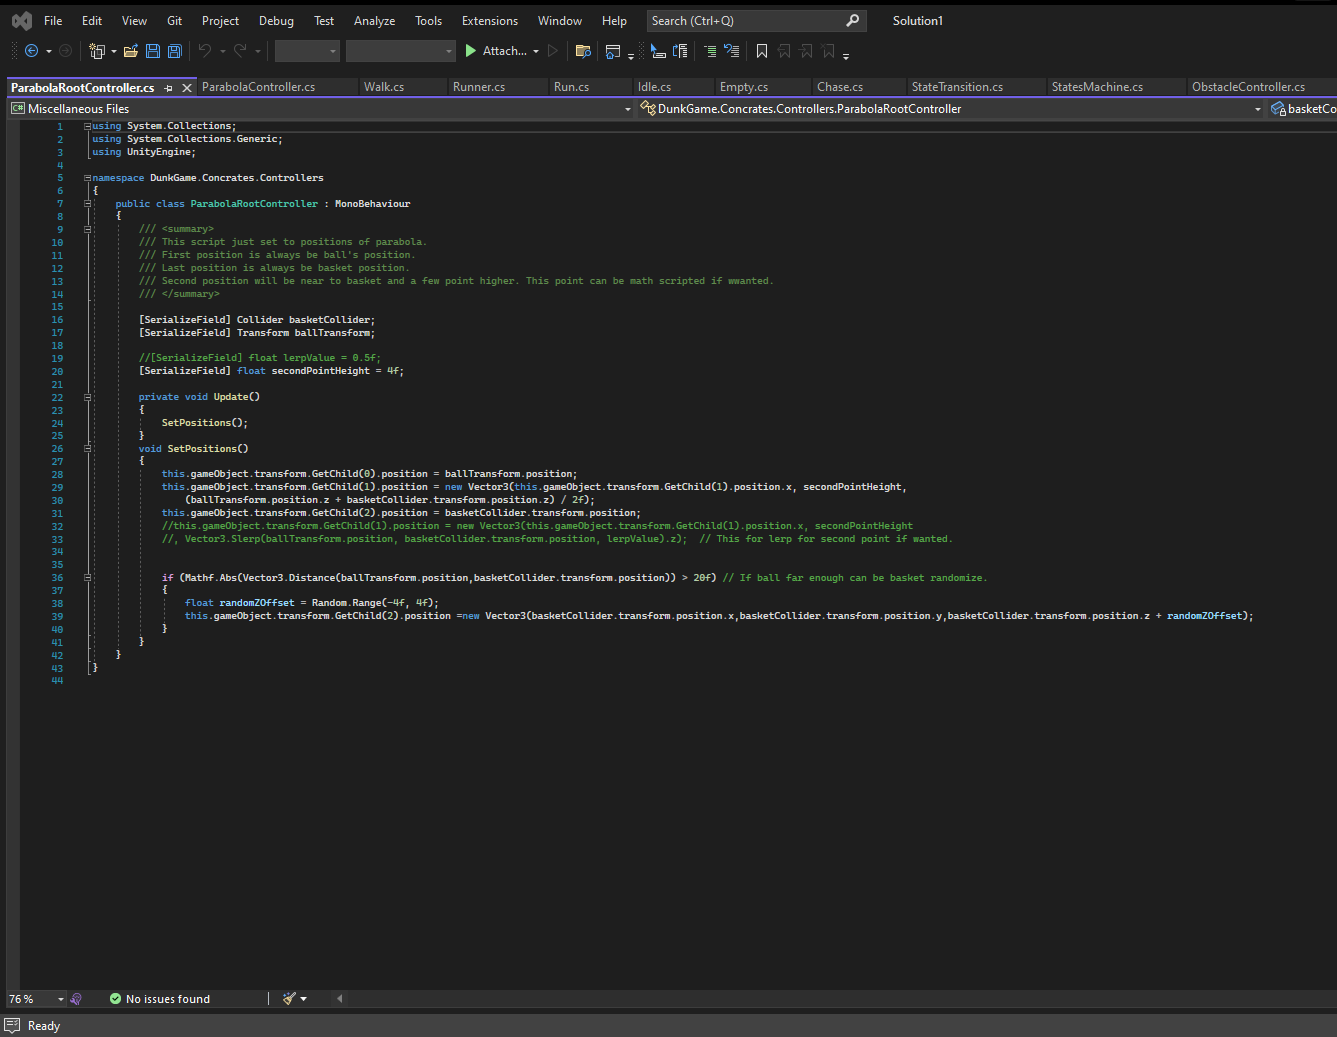 File Edit View Git Project Debug Test Analyze Tools Extensions Window Help Search (Ctrl+Q) Solution1
Attach...
ParabolaRootController.cs ParabolaController.cs Walk.cs Runner.cs Run.cs Idle.cs Empty.cs Chase.cs StateTransition.cs StatesMachine.cs ObstacleController.cs
C# Miscellaneous Files DunkGame.Concrates.Controllers.ParabolaRootController basketCo
1 using System.Collections;
2 using System.Collections.Generic;
3 using UnityEngine;
4
5 namespace DunkGame.Concrates.Controllers
6 {
7 public class ParabolaRootController : MonoBehaviour
8 {
9 /// <summary>
10 /// This script just set to positions of parabola.
11 /// First position is always be ball's position.
12 /// Last position is always be basket position.
13 /// Second position will be near to basket and a few point higher. This point can be math scripted if wwanted.
14 /// </summary>
15
16 [SerializeField] Collider basketCollider;
17 [SerializeField] Transform ballTransform;
18
19 //[SerializeField] float lerpValue = 0.5f;
20 [SerializeField] float secondPointHeight = 4f;
21
22 private void Update()
23 {
24 SetPositions();
25 }
26 void SetPositions()
27 {
28 this.gameObject.transform.GetChild(0).position = ballTransform.position;
29 this.gameObject.transform.GetChild(1).position = new Vector3(this.gameObject.transform.GetChild(1).position.x, secondPointHeight,
30 (ballTransform.position.z + basketCollider.transform.position.z) / 2f);
31 this.gameObject.transform.GetChild(2).position = basketCollider.transform.position;
32 //this.gameObject.transform.GetChild(1).position = new Vector3(this.gameObject.transform.GetChild(1).position.x, secondPointHeight
33 //, Vector3.Slerp(ballTransform.position, basketCollider.transform.position, lerpValue).z); // This for lerp for second point if wanted.
34
35
36 if (Mathf.Abs(Vector3.Distance(ballTransform.position,basketCollider.transform.position)) > 20f) // If ball far enough can be basket randomize.
37 {
38 float randomZOffset = Random.Range(-4f, 4f);
39 this.gameObject.transform.GetChild(2).position =new Vector3(basketCollider.transform.position.x,basketCollider.transform.position.y,basketCollider.transform.position.z + randomZOffset);
40 }
41 }
42 }
43 }
44
76 % No issues found
Ready